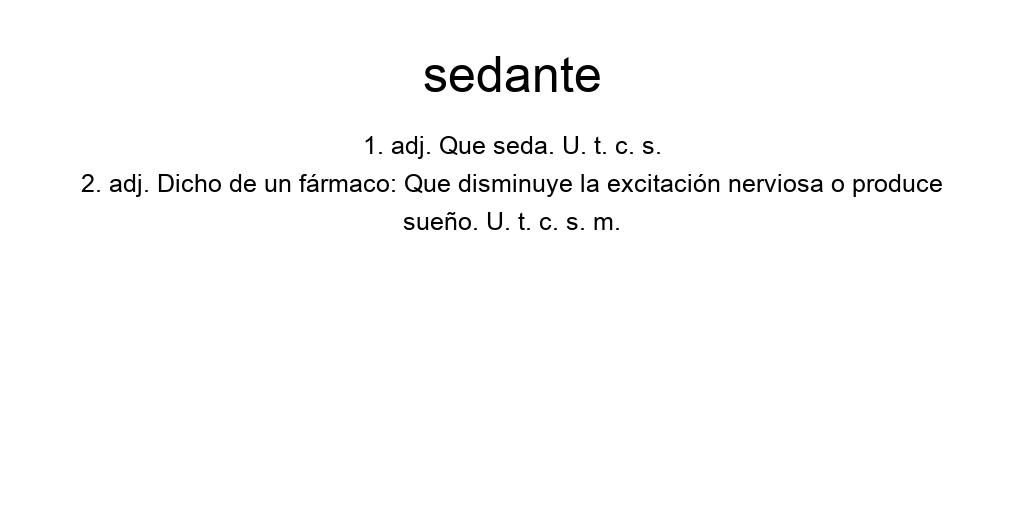 sedante
1. adj. Que seda. U. t. c. s.
2. adj. Dicho de un fármaco: Que disminuye la excitación nerviosa o produce
sueño. U. t. c. s. m.